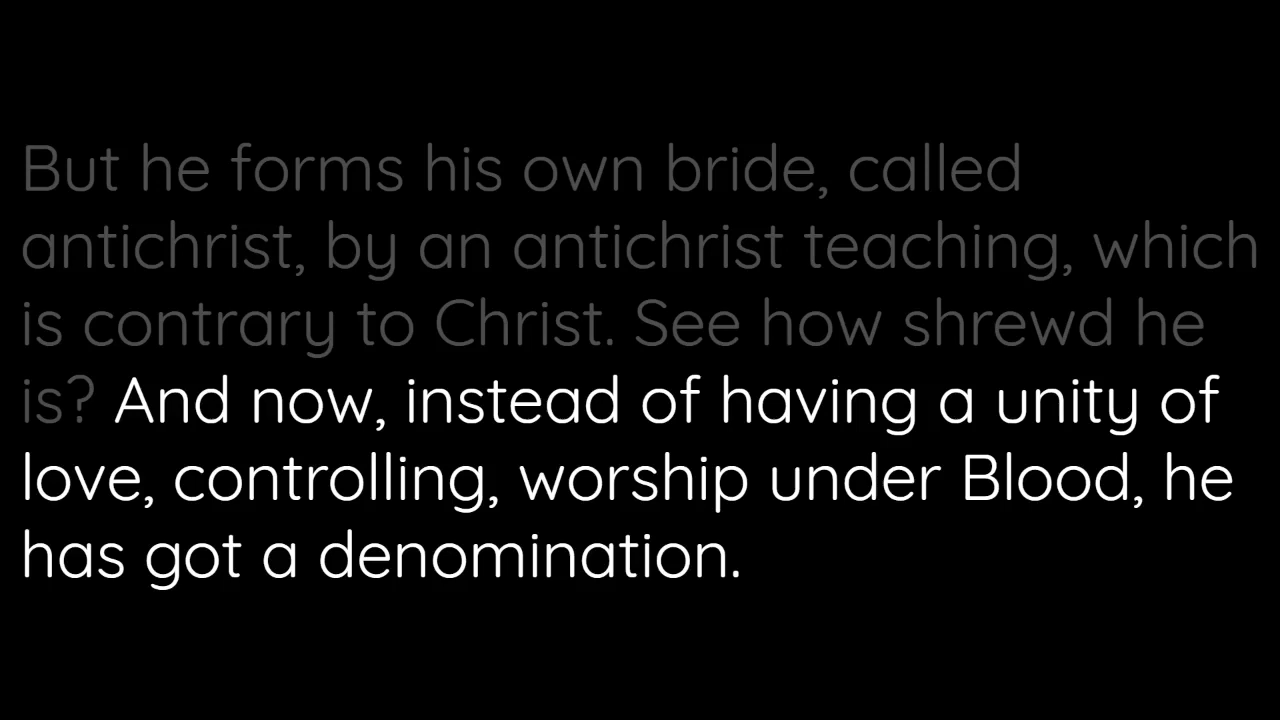 But he forms his own bride, called
antichrist, by an antichrist teaching, which
is contrary to Christ. See how shrewd he
is? And now, instead of having a unity of
love, controlling, worship under Blood, he
has got a denomination.